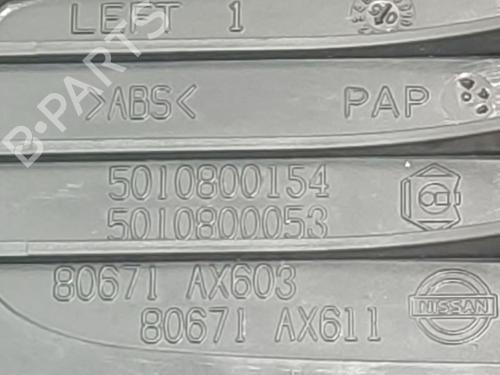 LEFT 1
>ABS< PAP
5010800154
5010800053
80671 AX603
80671 AX611
NISSAN
B-PARTS